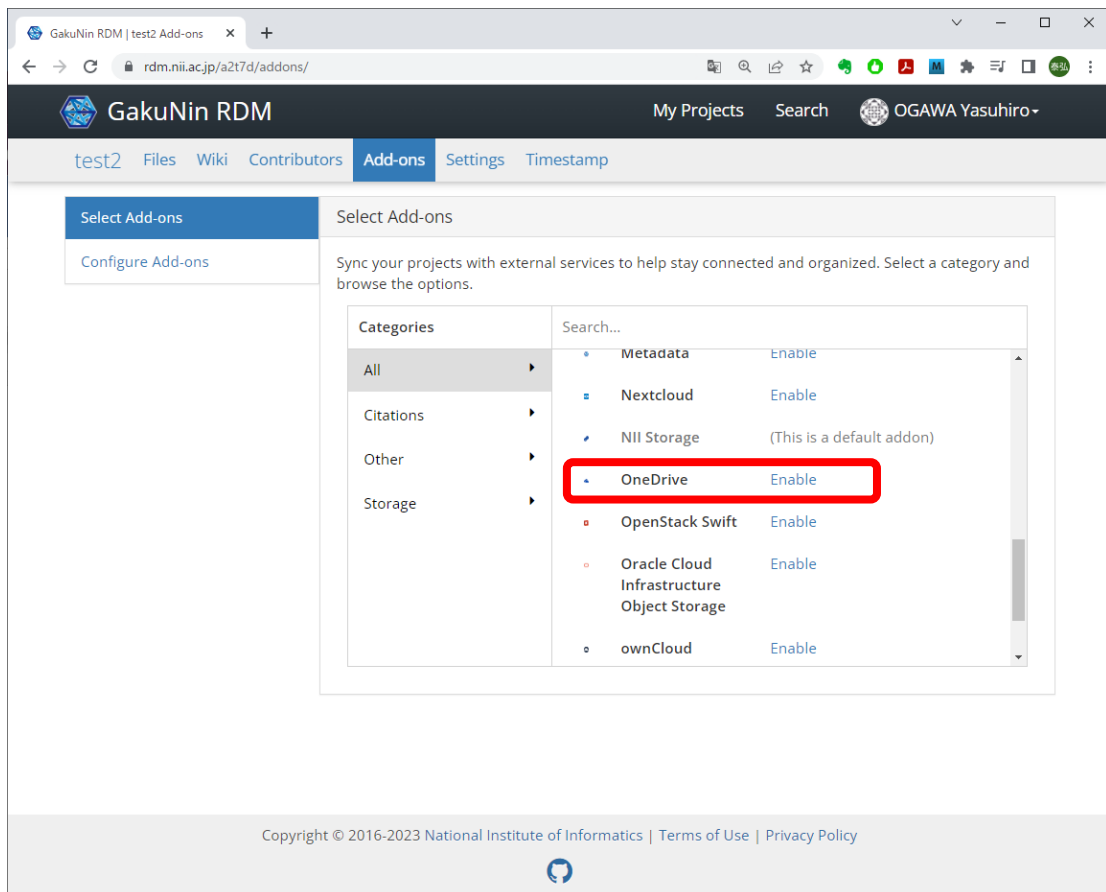 GakuNin RDM | test2 Add-ons
rdm.nii.ac.jp/a2t7d/addons/
泰弘
GakuNin RDM My Projects Search OGAWA Yasuhiro
test2 Files Wiki Contributors Add-ons Settings Timestamp
Select Add-ons
Configure Add-ons
Select Add-ons
Sync your projects with external services to help stay connected and organized. Select a category and
browse the options.
Categories
Search...
All
Citations
Other
Storage
Metadata Enable
Nextcloud Enable
NII Storage (This is a default addon)
OneDrive Enable
OpenStack Swift Enable
Oracle Cloud Enable
Infrastructure
Object Storage
ownCloud Enable
Copyright © 2016-2023 National Institute of Informatics | Terms of Use | Privacy Policy